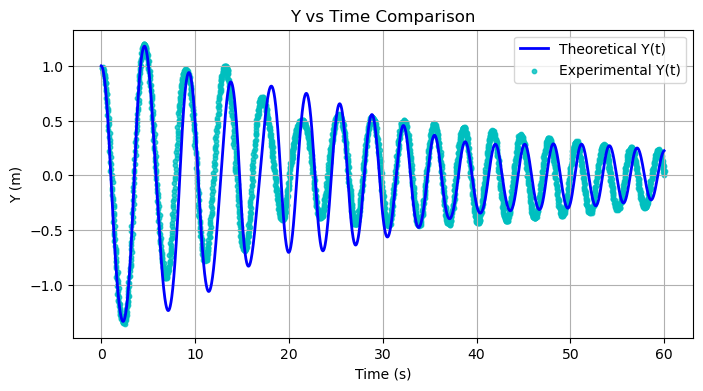 Y vs Time Comparison
Theoretical Y(t)
Experimental Y(t)
Y (m)
1.0
0.5
0.0
−0.5
−1.0
0 10 20 30 40 50 60
Time (s)